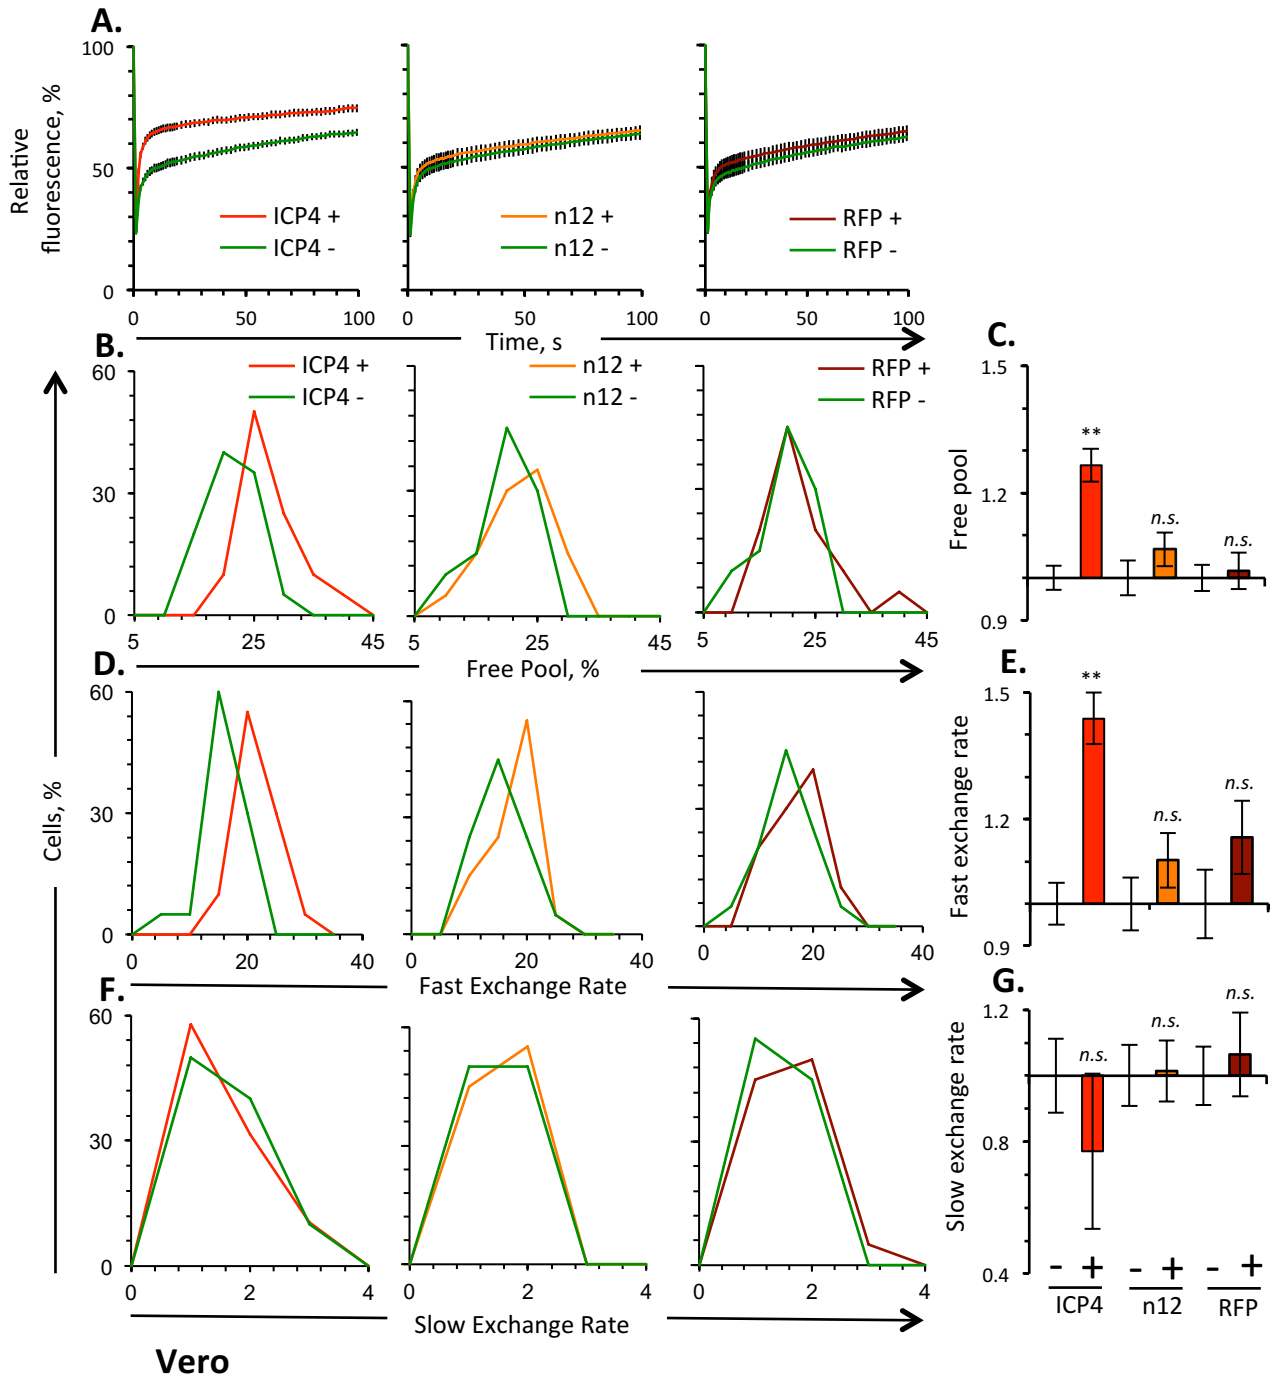 A.
100
50
0
Relative
fluorescence, %
ICP4 +
ICP4 -
n12 +
n12 -
RFP +
RFP -
0 50 100 0 50 100 0 50 100
Time, s
B.
60
30
0
ICP4 +
ICP4 -
n12 +
n12 -
RFP +
RFP -
5 25 45 5 25 45 5 25 45
Free Pool, %
C.
1.5
1.2
0.9
Free pool
**
n.s.
n.s.
D.
60
30
0
Cells, %
0 20 40 0 20 40 0 20 40
Fast Exchange Rate
E.
1.5
1.2
0.9
Fast exchange rate
**
n.s.
n.s.
F.
60
30
0
0 2 4 0 2 4 0 2 4
Slow Exchange Rate
G.
1.2
0.8
0.4
Slow exchange rate
n.s.
n.s.
n.s.
- + - + - +
ICP4 n12 RFP
Vero